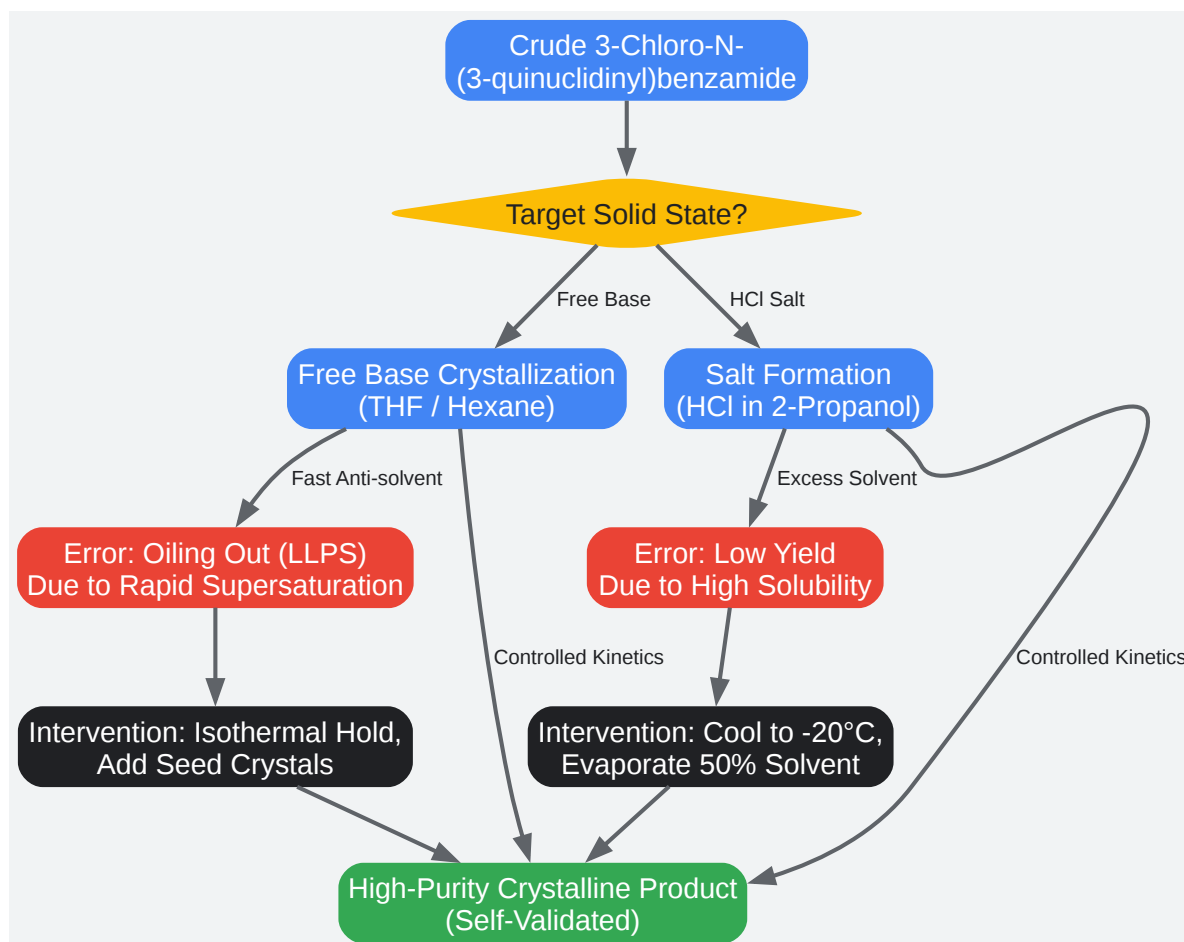 Crude 3-Chloro-N-
(3-quinuclidinyl)benzamide
Target Solid State?
Free Base
HCl Salt
Free Base Crystallization
(THF / Hexane)
Salt Formation
(HCl in 2-Propanol)
Fast Anti-solvent
Excess Solvent
Error: Oiling Out (LLPS)
Due to Rapid Supersaturation
Error: Low Yield
Due to High Solubility
Controlled Kinetics
Controlled Kinetics
Intervention: Isothermal Hold,
Add Seed Crystals
Intervention: Cool to -20°C,
Evaporate 50% Solvent
High-Purity Crystalline Product
(Self-Validated)